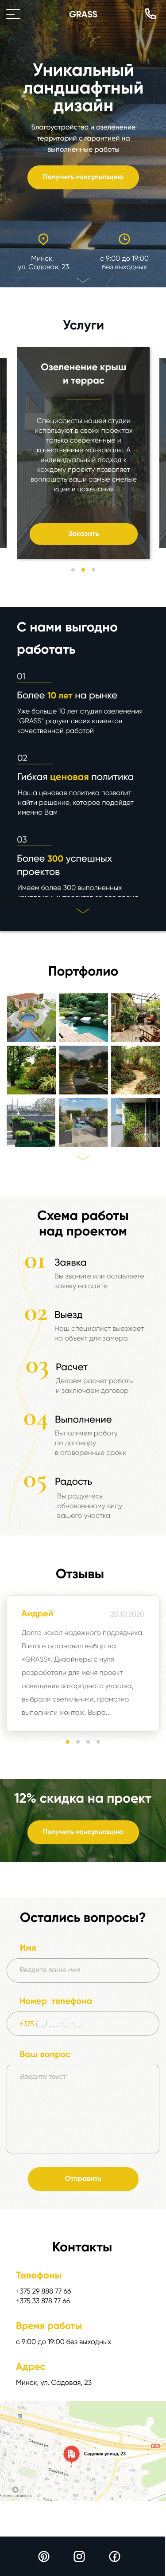 GRASS
Уникальный
ландшафтный
дизайн
Благоустройство и озеленение
территорий с гарантией на
выполненные работы
Получить консультацию
Минск,
ул. Садовая, 23
с 9:00 до 19:00
без выходных
Услуги
Озеленение крыш
и террас
Специалисты нашей студии
используют в своих проектах
только современные и
качественные материалы. А
индивидуальный подход к
каждому проекту позволяет
воплощать ваши самые смелые
идеи и пожелания
Заказать
С нами выгодно
работать
01
Более 10 лет на рынке
Уже больше 10 лет студия озеленения
"GRASS" радует своих клиентов
качественной работой
02
Гибкая ценовая политика
Наша ценовая политика позволит
найти решение, которое подойдет
именно Вам
03
Более 300 успешных
проектов
Имеем более 300 выполненных
Портфолио
Схема работы
над проектом
01 Заявка
Вы звоните или оставляете
заявку на сайте
02 Выезд
Наш специалист выезжает
на объект для замера
03 Расчет
Делаем расчет работы
и заключаем договор
04 Выполнение
Выполняем работу
по договору
в оговоренные сроки
05 Радость
Вы радуетесь
обновленному виду
вашего участка
Отзывы
Андрей 20.10.2020
Долго искал надежного подрядчика.
В итоге остановил выбор на
«GRASS». Дизайнеры с нуля
разработали для меня проект
освещения загородного участка,
выбрали светильники, грамотно
выполнили монтаж. Выра...
12% скидка на проект
Получить консультацию
Остались вопросы?
Имя
Введите ваше имя
Номер телефона
+375 (__) ___-__-__
Ваш вопрос
Введите текст
Отправить
Контакты
Телефоны
+375 29 888 77 66
+375 33 878 77 66
Время работы
с 9:00 до 19:00 без выходных
Адрес
Минск, ул. Садовая, 23
Садовая ул.
Садовая улица, 23
Садовая ул.